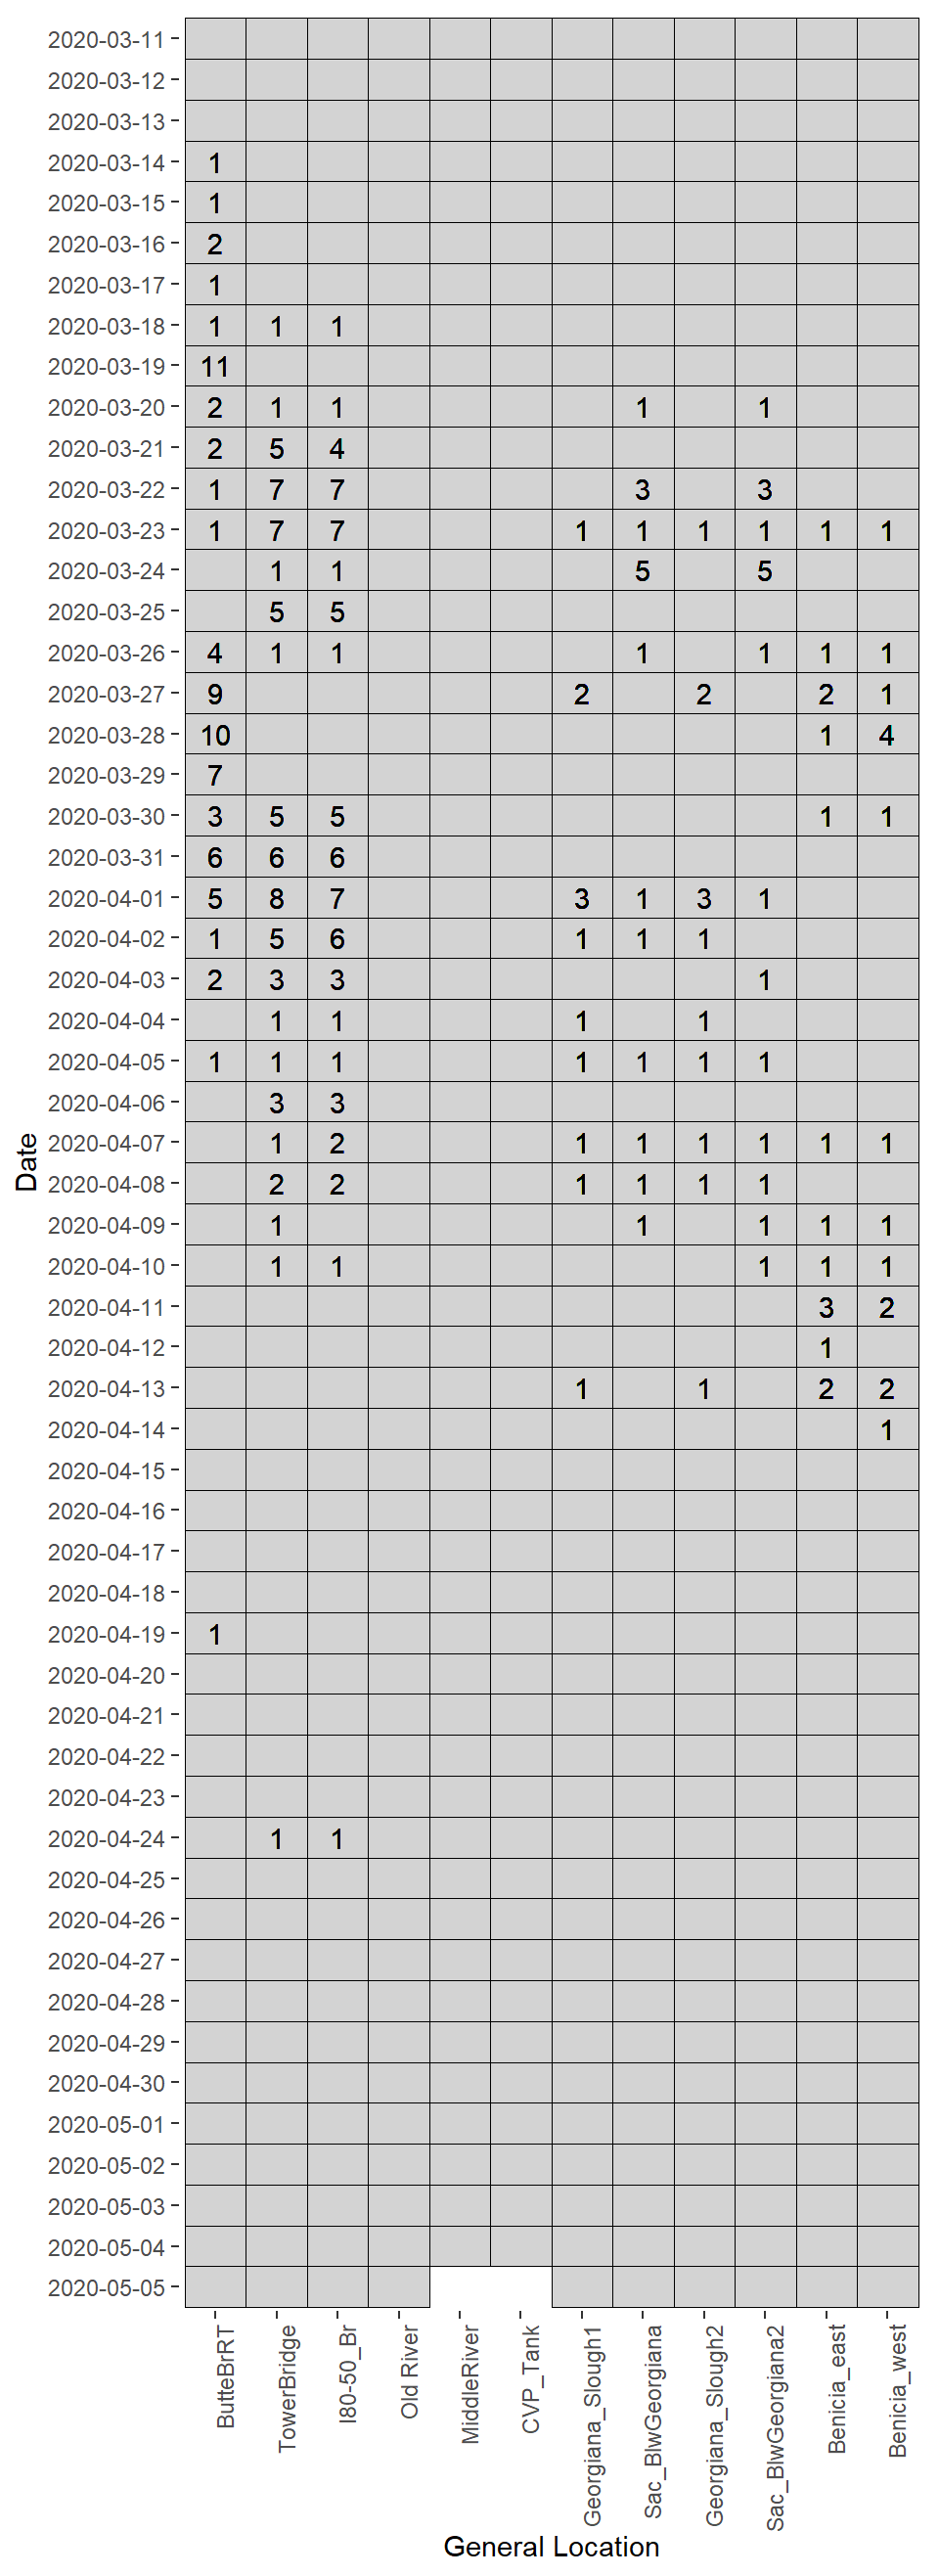 2020-03-11
2020-03-12
2020-03-13
2020-03-14 1
2020-03-15 1
2020-03-16 2
2020-03-17 1
2020-03-18 1 1 1
2020-03-19 11
2020-03-20 2 1 1 1 1
2020-03-21 2 5 4
2020-03-22 1 7 7 3 3
2020-03-23 1 7 7 1 1 1 1 1 1
2020-03-24 1 1 5 5
2020-03-25 5 5
2020-03-26 4 1 1 1 1 1 1
2020-03-27 9 2 2 2 1
2020-03-28 10 1 4
2020-03-29 7
2020-03-30 3 5 5 1 1
2020-03-31 6 6 6
2020-04-01 5 8 7 3 1 3 1
2020-04-02 1 5 6 1 1 1
2020-04-03 2 3 3 1
2020-04-04 1 1 1 1
2020-04-05 1 1 1 1 1 1 1
2020-04-06 3 3
2020-04-07 1 2 1 1 1 1 1 1
2020-04-08 2 2 1 1 1 1
2020-04-09 1 1 1 1 1
2020-04-10 1 1 1 1 1
2020-04-11 3 2
2020-04-12 1
2020-04-13 1 1 2 2
2020-04-14 1
2020-04-15
2020-04-16
2020-04-17
2020-04-18
2020-04-19 1
2020-04-20
2020-04-21
2020-04-22
2020-04-23
2020-04-24 1 1
2020-04-25
2020-04-26
2020-04-27
2020-04-28
2020-04-29
2020-04-30
2020-05-01
2020-05-02
2020-05-03
2020-05-04
2020-05-05
Date
ButteBrRT
TowerBridge
I80-50_Br
Old River
MiddleRiver
CVP_Tank
Georgiana_Slough1
Sac_BlwGeorgiana
Georgiana_Slough2
Sac_BlwGeorgiana2
Benicia_east
Benicia_west
General Location